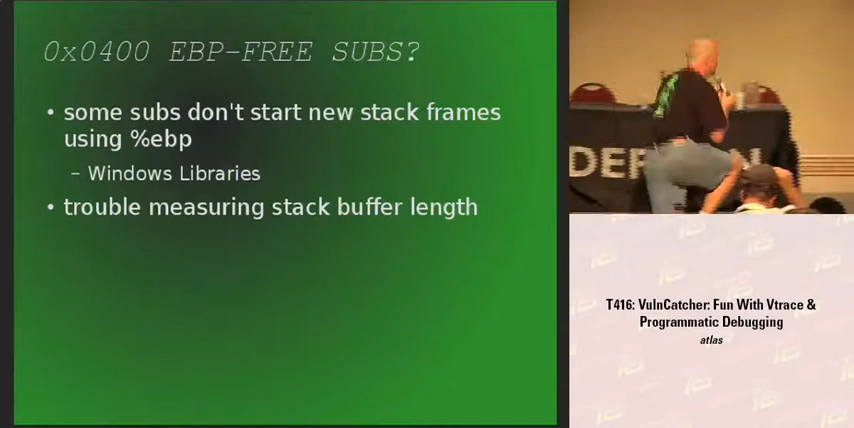 0x0400 EBP-FREE SUBS?
• some subs don't start new stack frames
using %ebp
– Windows Libraries
• trouble measuring stack buffer length
DEF
N
T416: VulnCatcher: Fun With Vtrace &
Programmatic Debugging
atlas